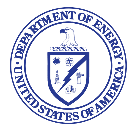 DEPARTMENT OF ENERGY
UNITED STATES OF AMERICA